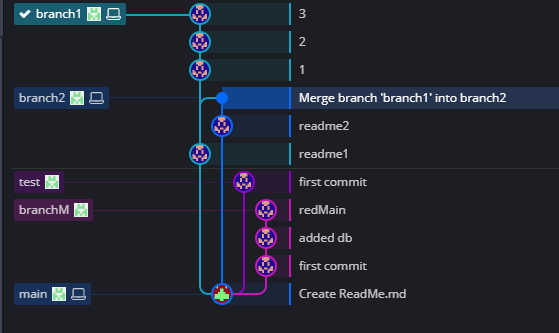 branch1 3
2
1
branch2 Merge branch 'branch1' into branch2
readme2
readme1
test first commit
branchM redMain
added db
first commit
main Create ReadMe.md